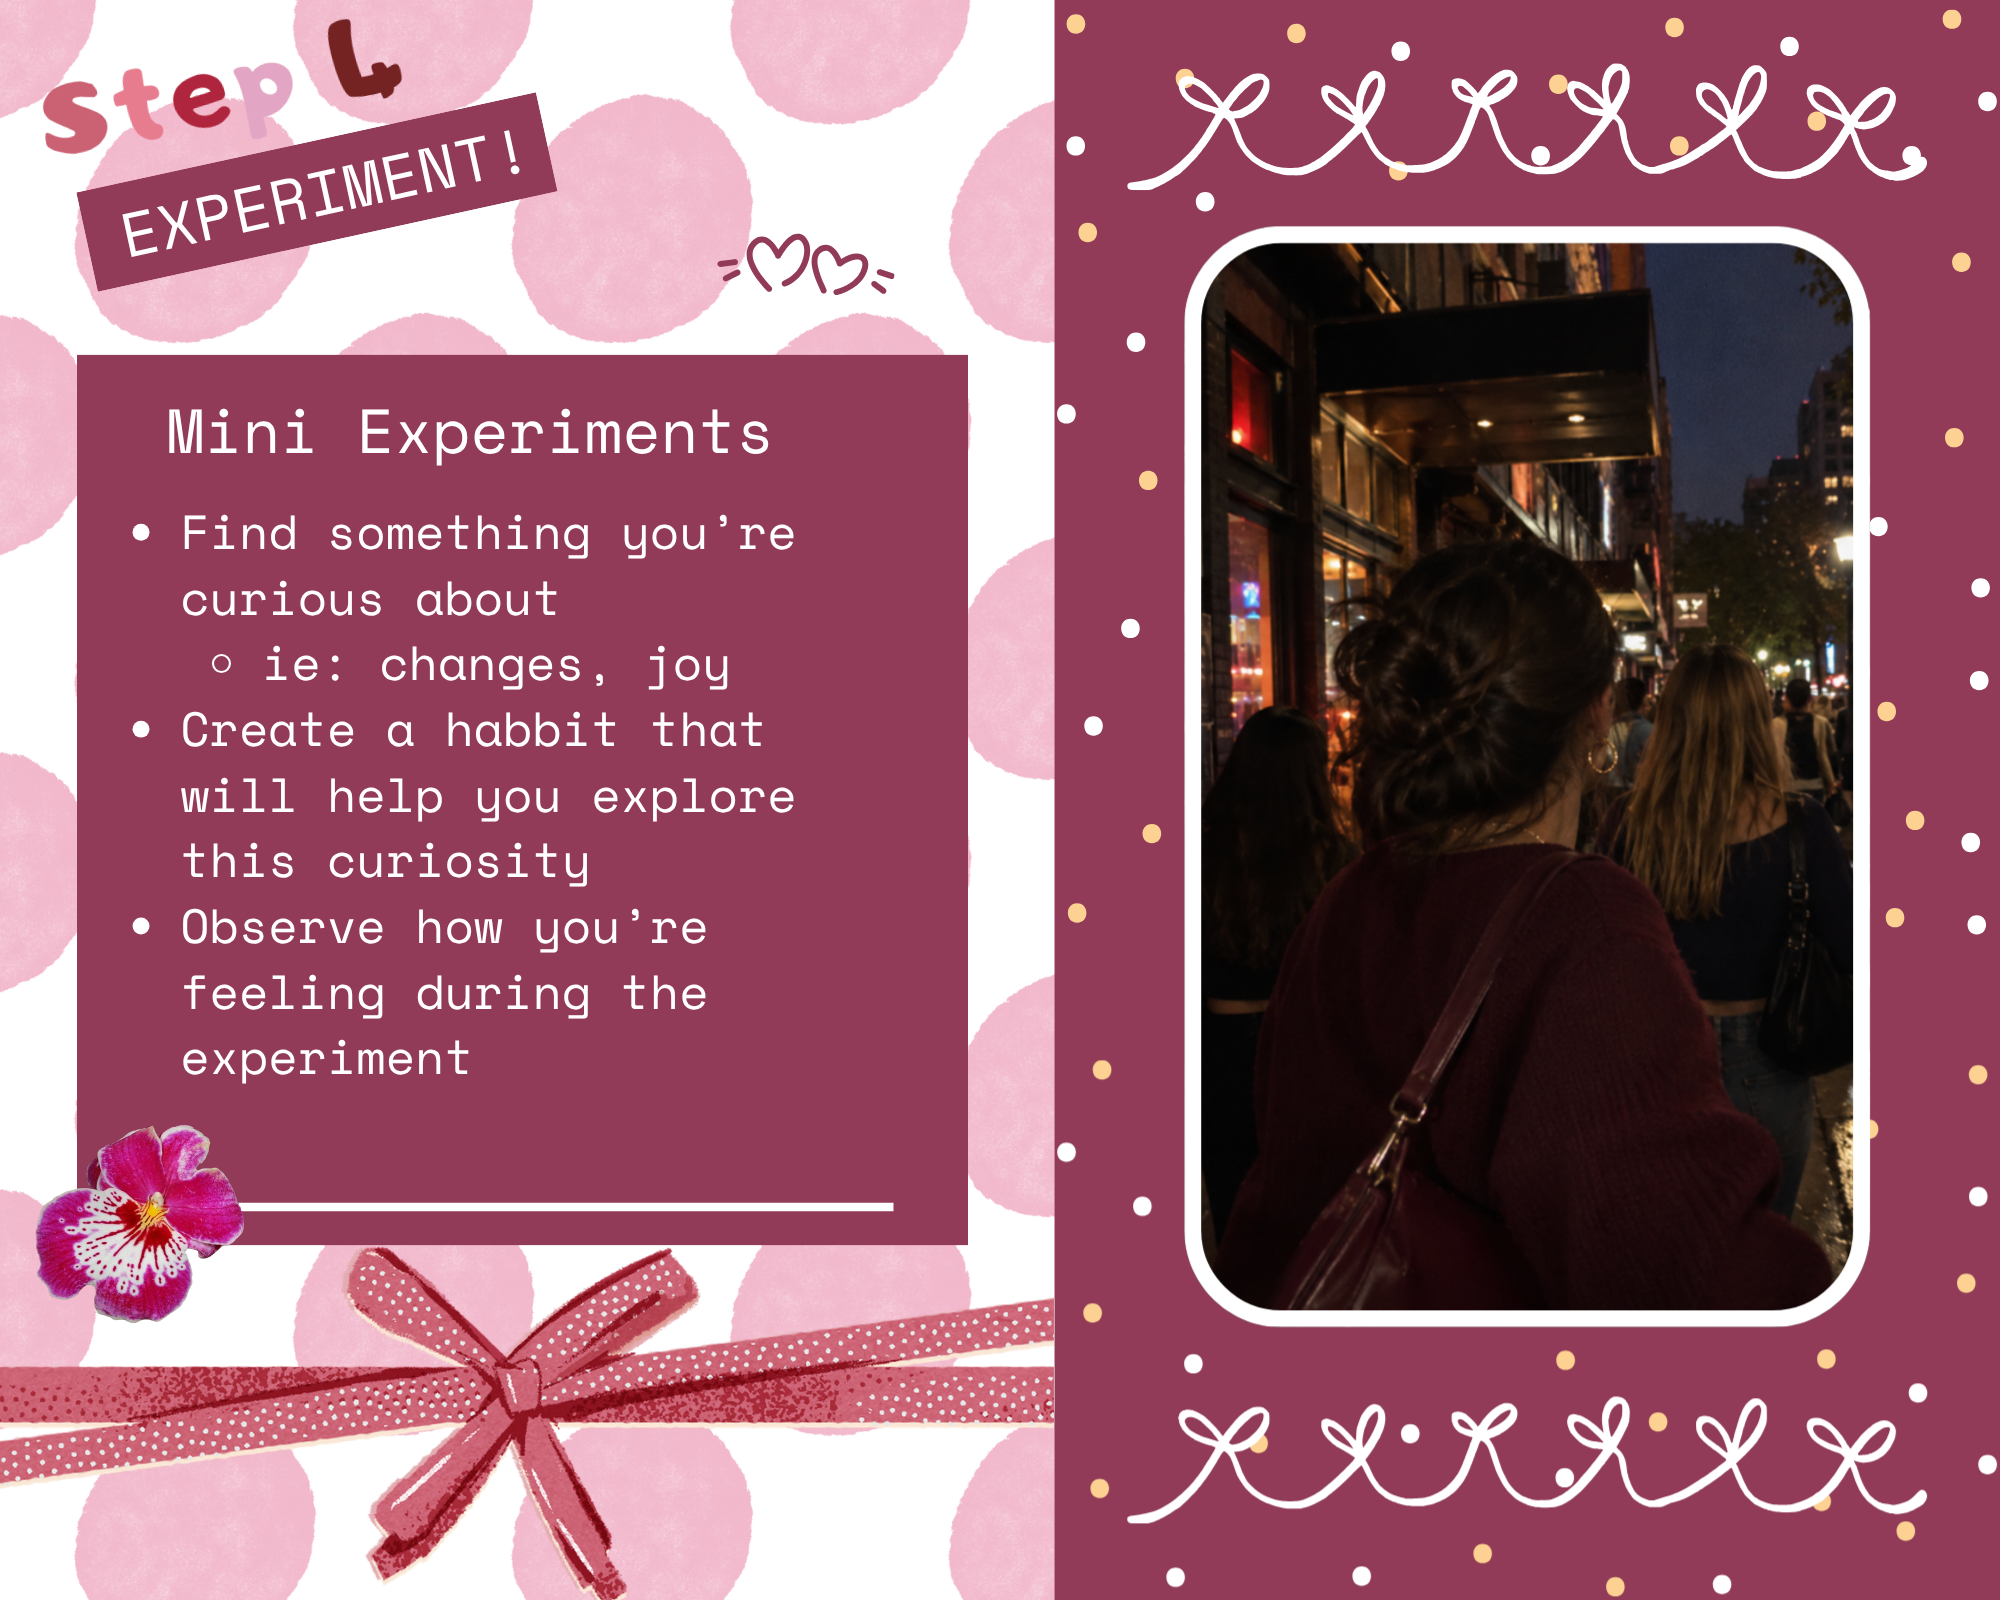 Step 4
EXPERIMENT!
Mini Experiments
• Find something you're
curious about
◦ ie: changes, joy
• Create a habbit that
will help you explore
this curiosity
• Observe how you're
feeling during the
experiment